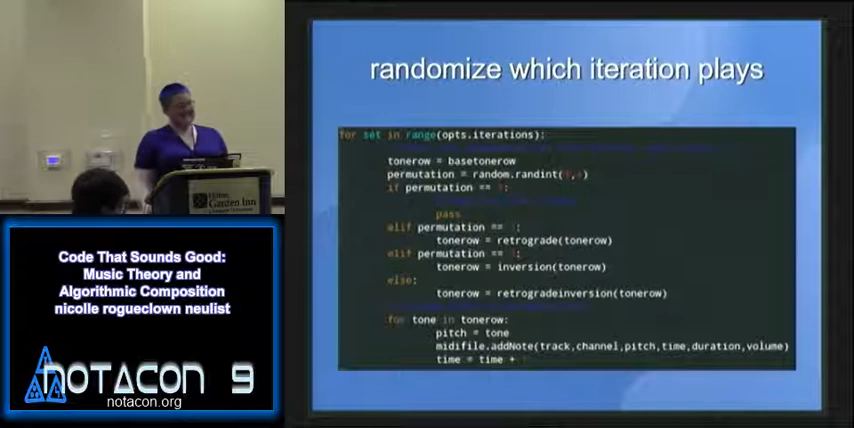 randomize which iteration plays
for set in range(opts.iterations):
tonerow = basetonerow
permutation = random.randint( , )
if permutation == :
pass
elif permutation == :
tonerow = retrograde(tonerow)
elif permutation == :
tonerow = inversion(tonerow)
else:
tonerow = retrogradeinversion(tonerow)
for tone in tonerow:
pitch = tone
midifile.addNote(track,channel,pitch,time,duration,volume)
time = time +
Hilton
Garden Inn
Code That Sounds Good:
Music Theory and
Algorithmic Composition
nicolle rogueclown neulist
NOTACON 9
notacon.org